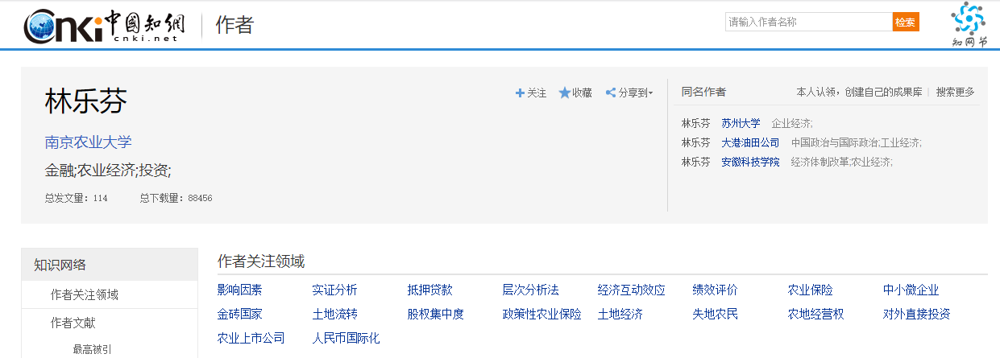 cnki 中國知網 cnki.net 作者
请输入作者名称 检索
知网节
林乐芬
南京农业大学
金融;农业经济;投资;
总发文量：114 总下载量：88456
关注 收藏 分享到
同名作者 本人认领，创建自己的成果库 | 搜索更多
林乐芬 苏州大学 企业经济;
林乐芬 大港油田公司 中国政治与国际政治;工业经济;
林乐芬 安徽科技学院 经济体制改革;农业经济;
知识网络
作者关注领域
作者文献
最高被引
作者关注领域
影响因素 实证分析 抵押贷款 层次分析法 经济互动效应 绩效评价 农业保险 中小微企业
金砖国家 土地流转 股权集中度 政策性农业保险 土地经济 失地农民 农地经营权 对外直接投资
农业上市公司 人民币国际化